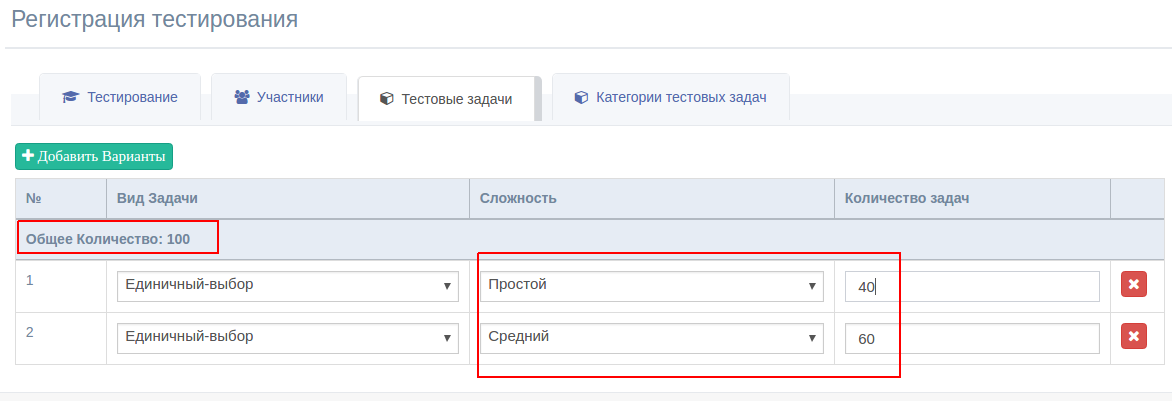 Регистрация тестирования
Тестирование Участники Тестовые задачи Категории тестовых задач
Добавить Варианты
№ Вид Задачи Сложность Количество задач
Общее Количество: 100
1 Единичный-выбор Простой 40
2 Единичный-выбор Средний 60